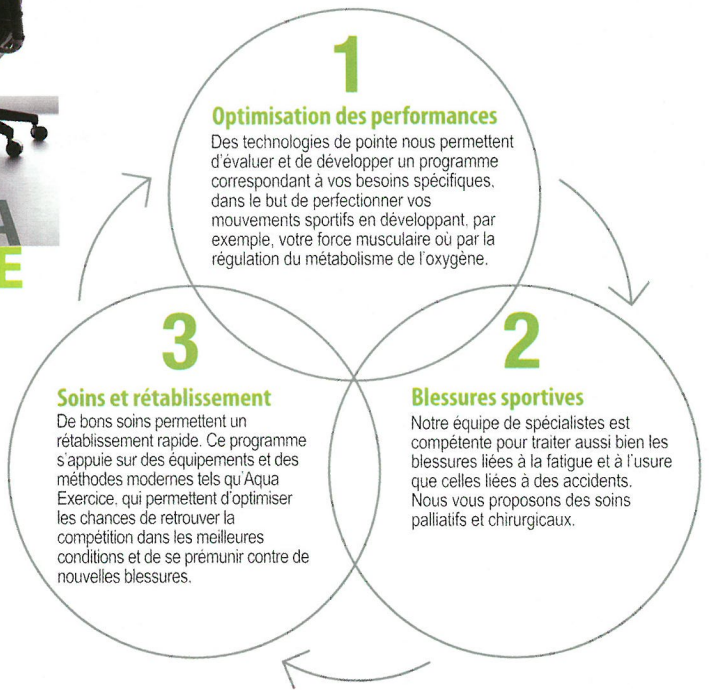 1
Optimisation des performances
Des technologies de pointe nous permettent
d'évaluer et de développer un programme
correspondant à vos besoins spécifiques,
dans le but de perfectionner vos
mouvements sportifs en développant, par
exemple, votre force musculaire où par la
régulation du métabolisme de l'oxygène.
A
E
2
Blessures sportives
Notre équipe de spécialistes est
compétente pour traiter aussi bien les
blessures liées à la fatigue et à l'usure
que celles liées à des accidents.
Nous vous proposons des soins
palliatifs et chirurgicaux.
3
Soins et rétablissement
De bons soins permettent un
rétablissement rapide. Ce programme
s'appuie sur des équipements et des
méthodes modernes tels qu'Aqua
Exercice, qui permettent d'optimiser
les chances de retrouver la
compétition dans les meilleures
conditions et de se prémunir contre de
nouvelles blessures.